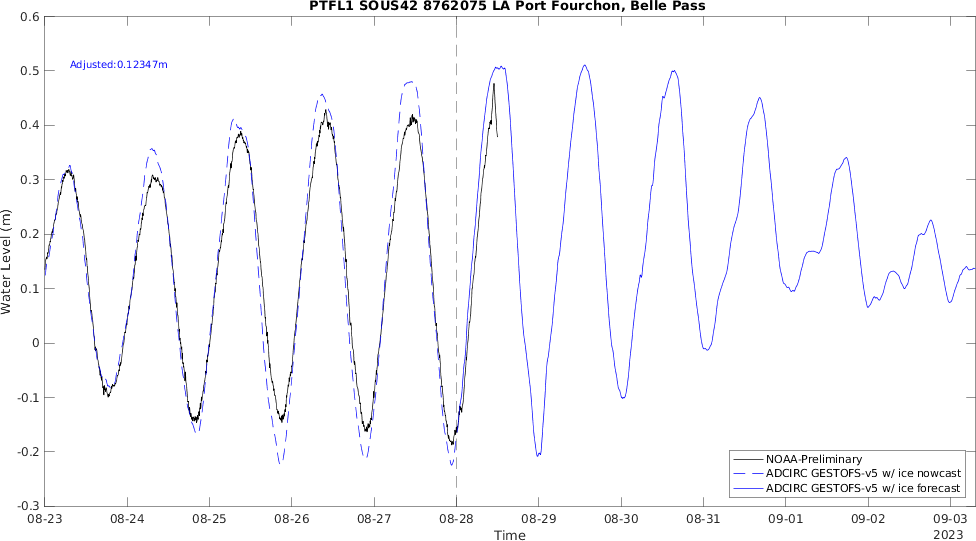 PTFL1 SOUS42 8762075 LA Port Fourchon, Belle Pass
0.6
0.5
0.4
0.3
0.2
0.1
0
-0.1
-0.2
-0.3
Water Level (m)
Adjusted:0.12347m
NOAA-Preliminary
ADCIRC GESTOFS-v5 w/ ice nowcast
ADCIRC GESTOFS-v5 w/ ice forecast
08-23 08-24 08-25 08-26 08-27 08-28 08-29 08-30 08-31 09-01 09-02 09-03
2023
Time